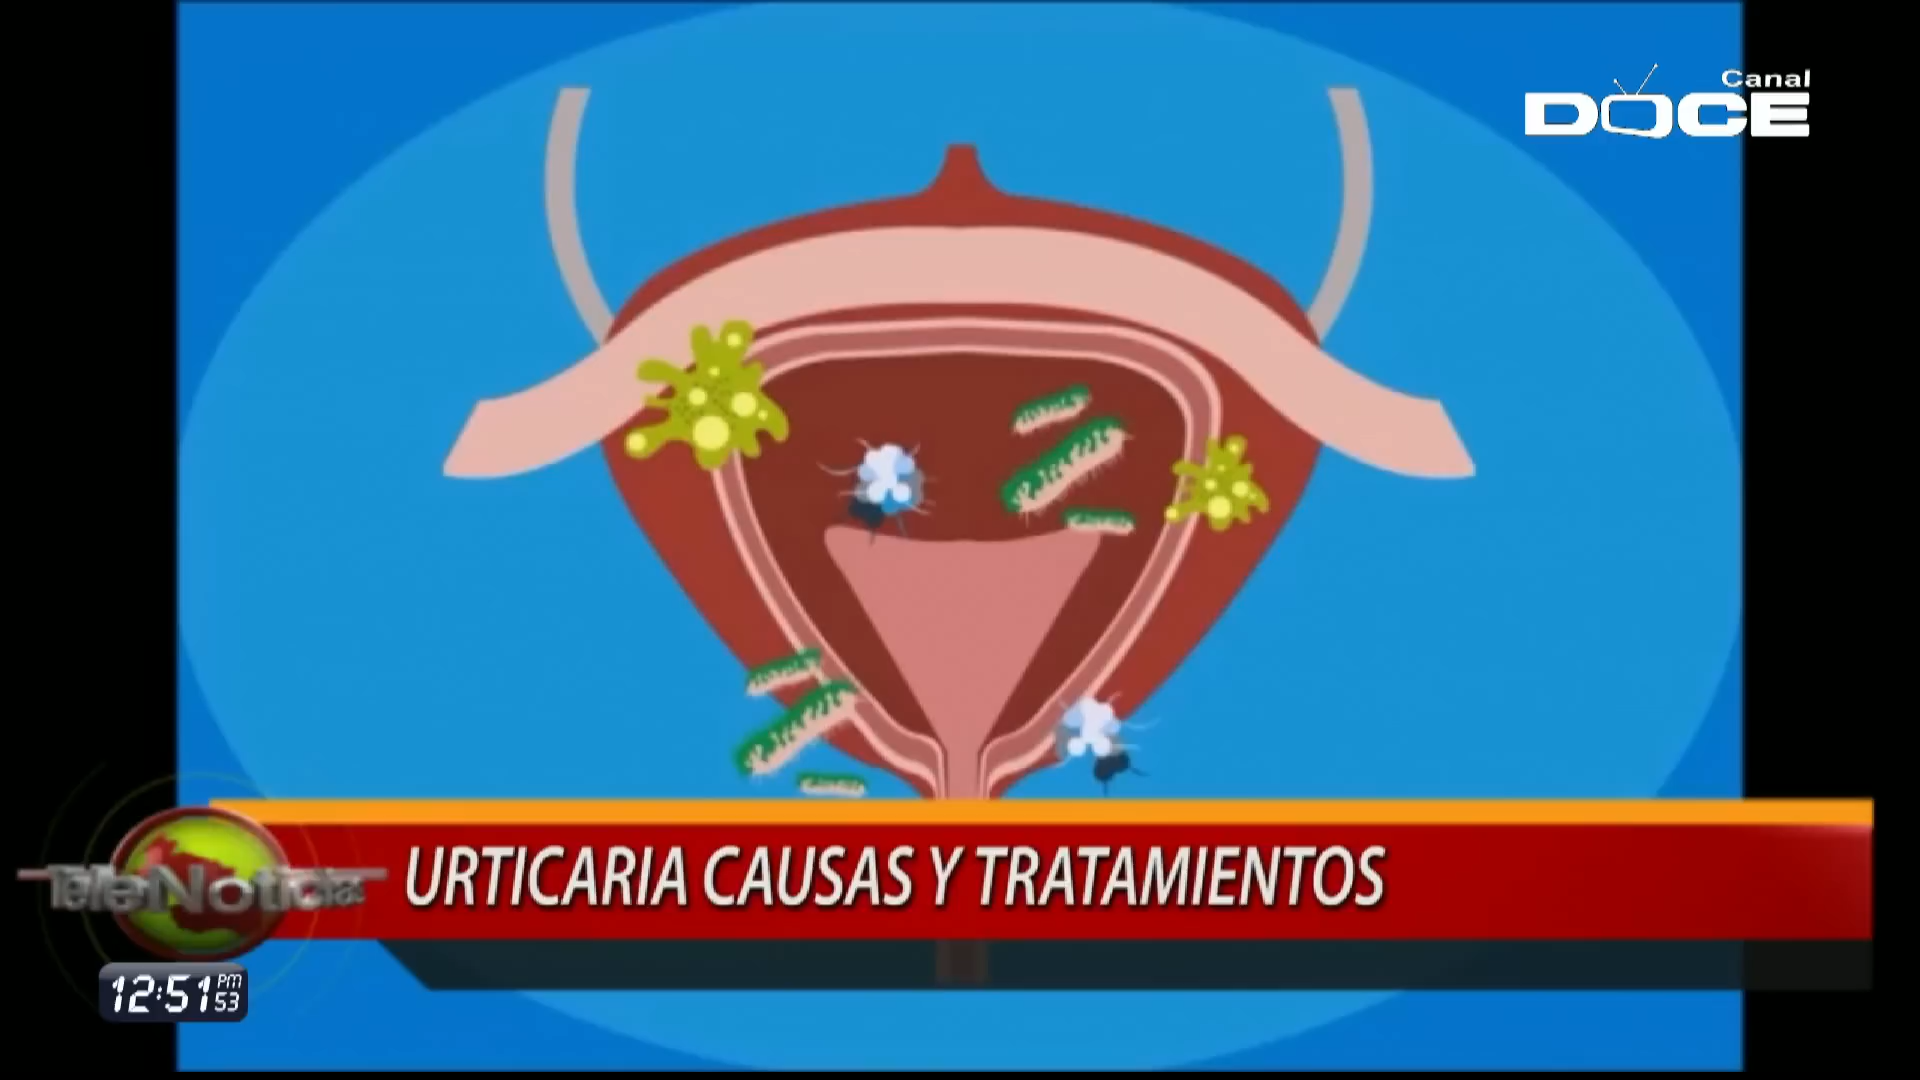 Canal
DOCE
URTICARIA CAUSAS Y TRATAMIENTOS
TeleNoticias
12:51 PM 53